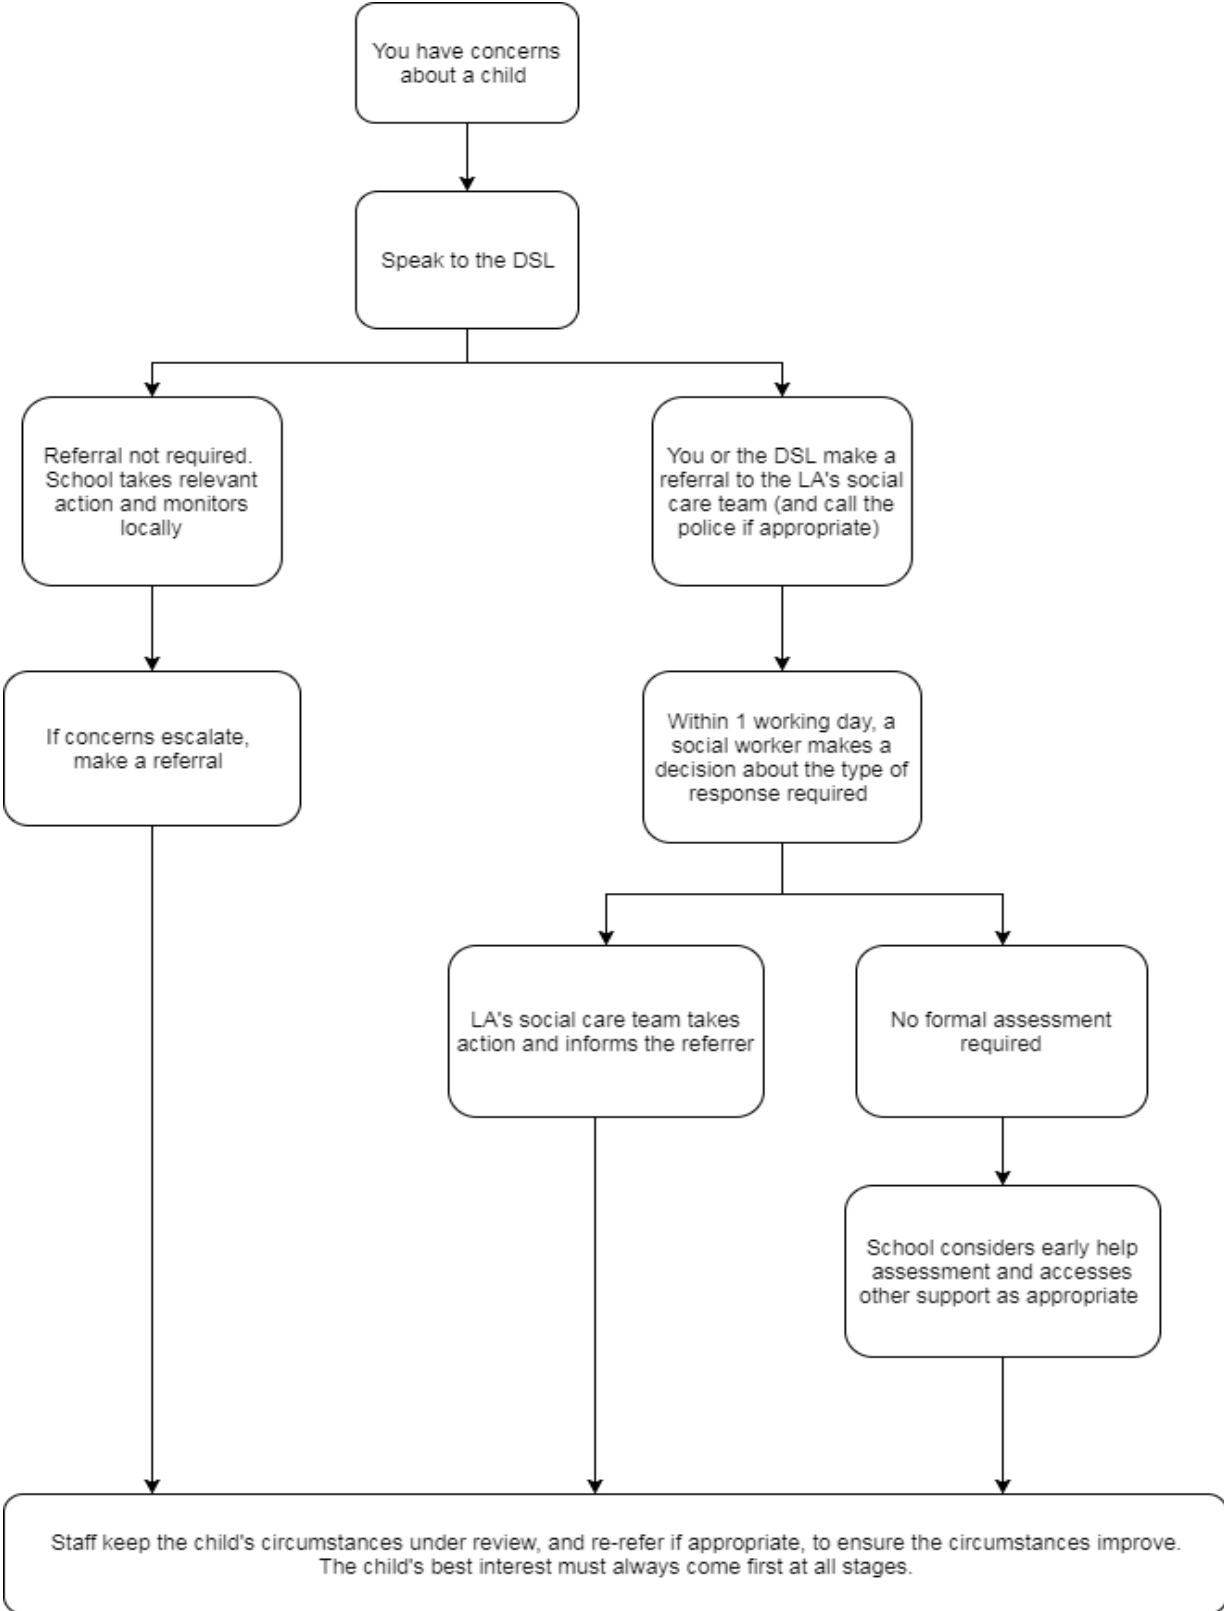 You have concerns
about a child
Speak to the DSL
Referral not required.
School takes relevant
action and monitors
locally
You or the DSL make a
referral to the LA's social
care team (and call the
police if appropriate)
If concerns escalate,
make a referral
Within 1 working day, a
social worker makes a
decision about the type of
response required
LA's social care team takes
action and informs the referrer
No formal assessment
required
School considers early help
assessment and accesses
other support as appropriate
Staff keep the child's circumstances under review, and re-refer if appropriate, to ensure the circumstances improve.
The child's best interest must always come first at all stages.